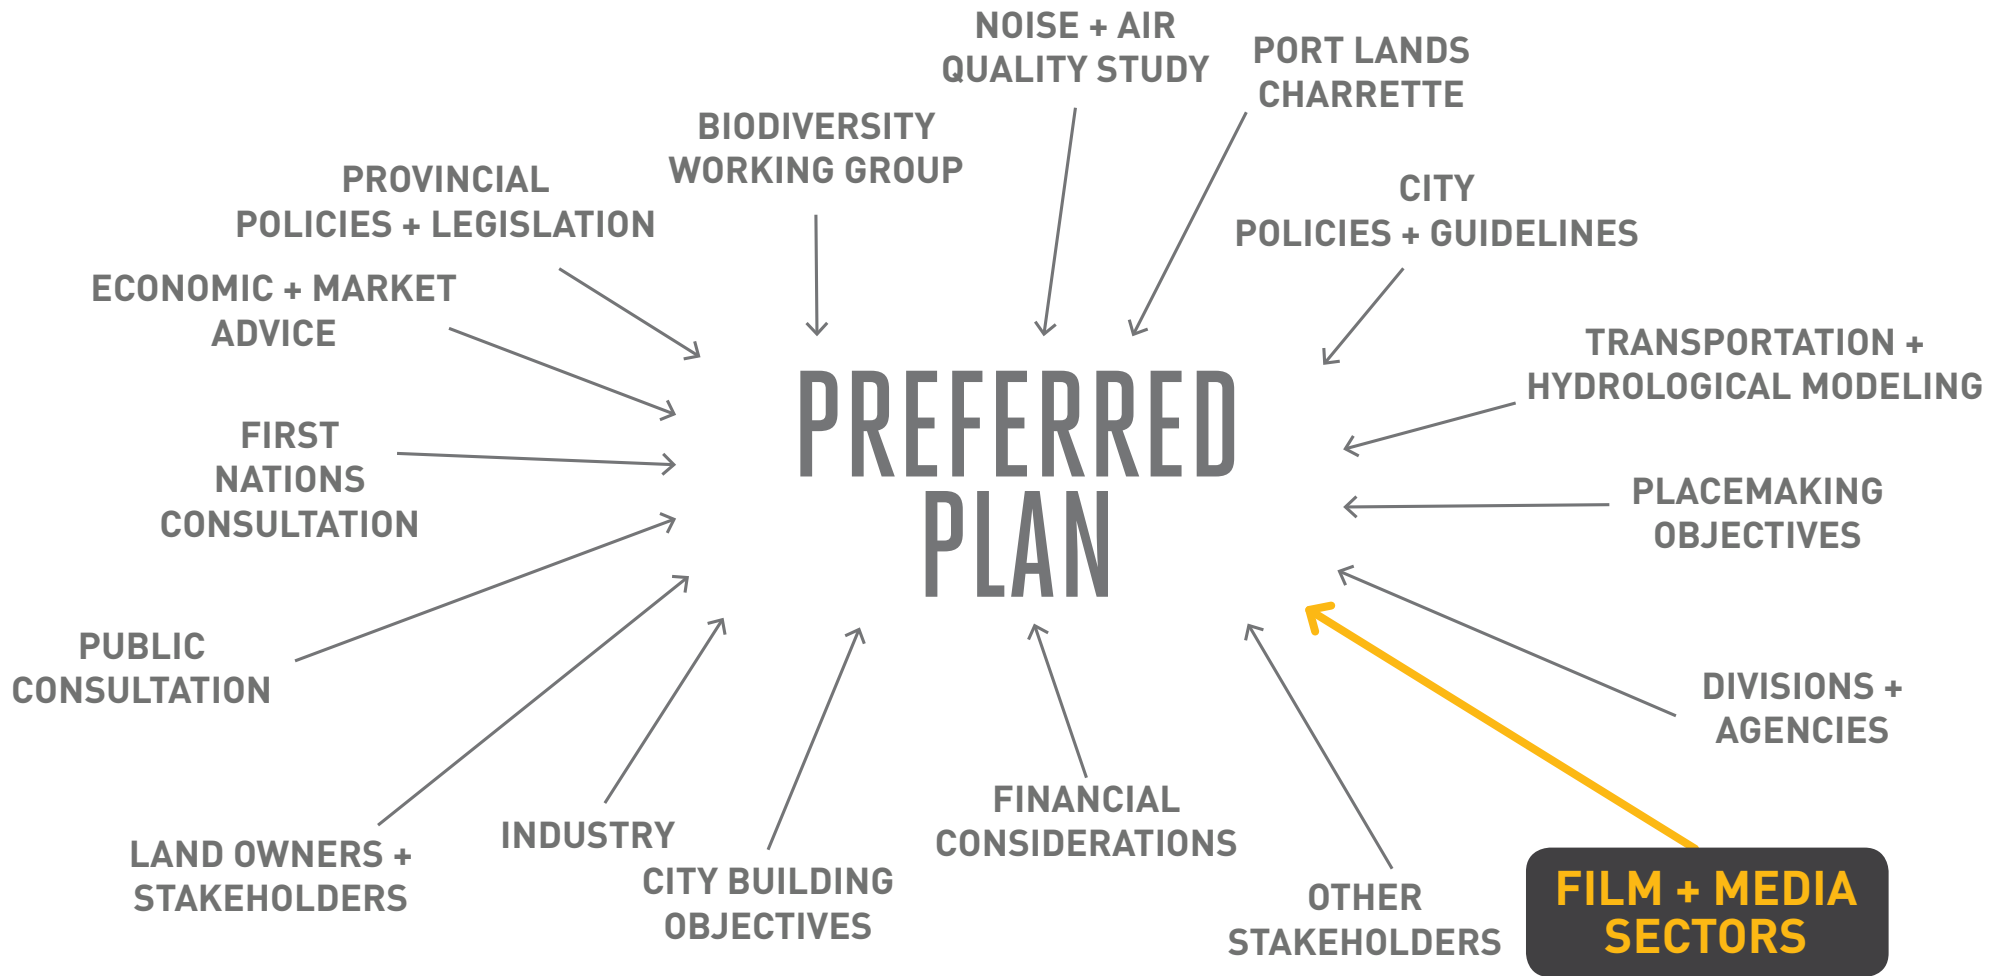 NOISE + AIR
QUALITY STUDY
PORT LANDS
CHARRETTE
BIODIVERSITY
WORKING GROUP
PROVINCIAL
POLICIES + LEGISLATION
CITY
POLICIES + GUIDELINES
ECONOMIC + MARKET
ADVICE
TRANSPORTATION +
HYDROLOGICAL MODELING
FIRST
NATIONS
CONSULTATION
PREFERRED
PLAN
PLACEMAKING
OBJECTIVES
PUBLIC
CONSULTATION
DIVISIONS +
AGENCIES
LAND OWNERS +
STAKEHOLDERS
INDUSTRY
CITY BUILDING
OBJECTIVES
FINANCIAL
CONSIDERATIONS
OTHER
STAKEHOLDERS
FILM + MEDIA
SECTORS